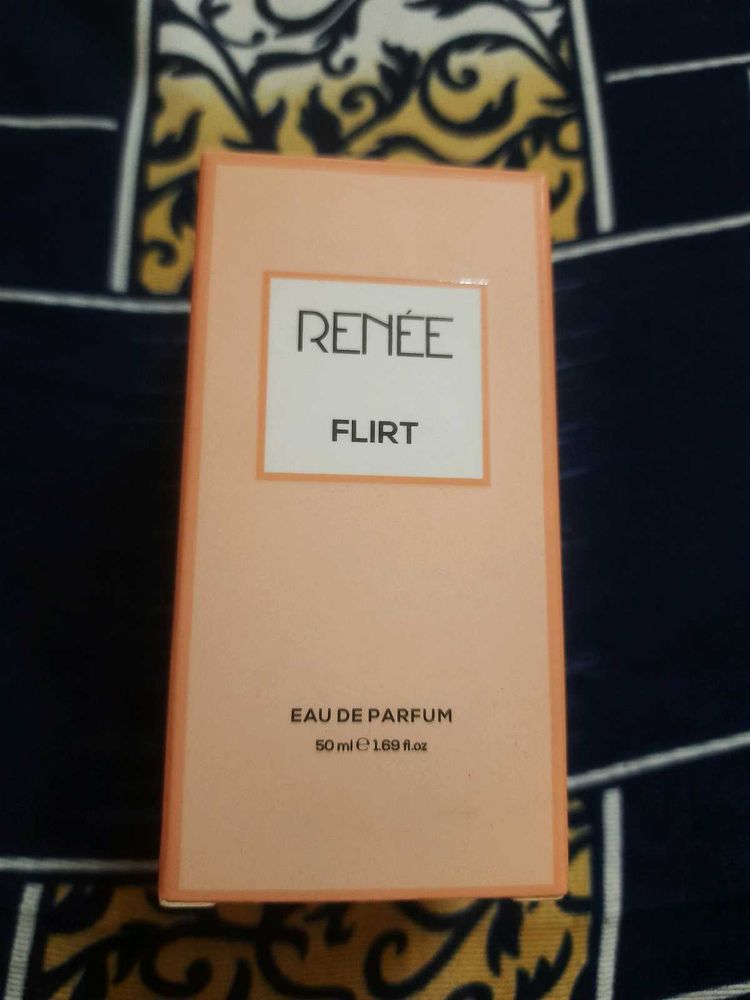 RENÉE
FLIRT
EAU DE PARFUM
50 ml ℮ 1.69 fl.oz